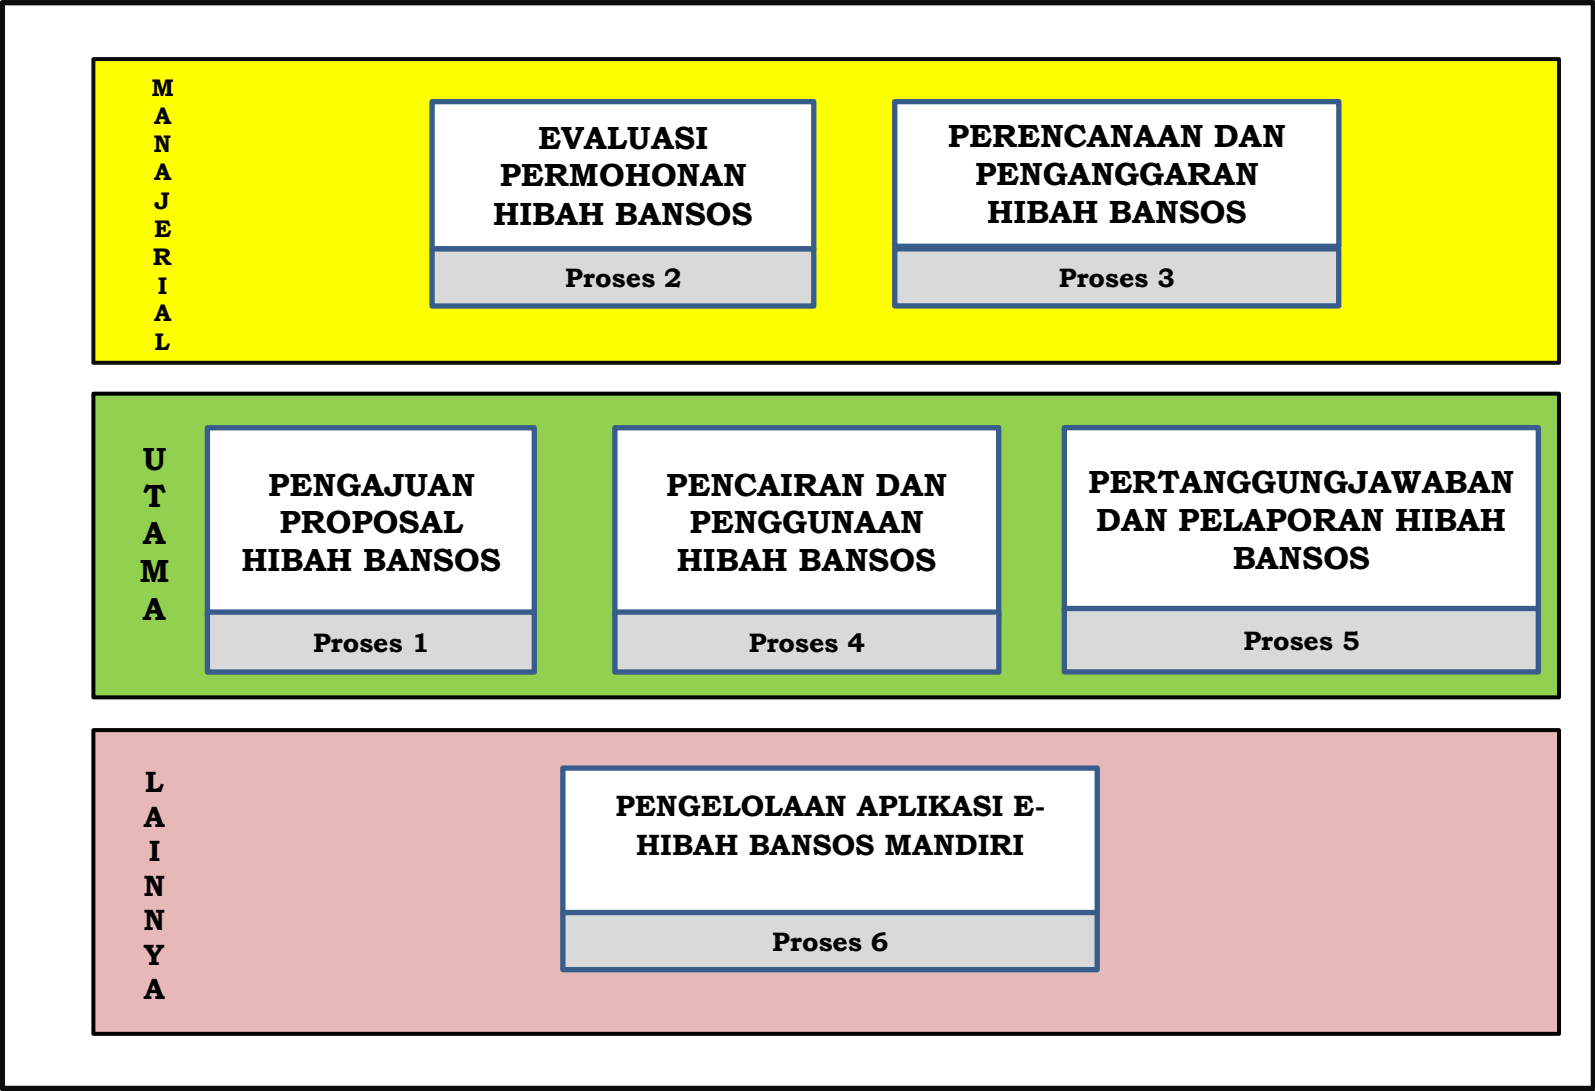 MANAJERIAL
EVALUASI
PERMOHONAN
HIBAH BANSOS
Proses 2
PERENCANAAN DAN
PENGANGGARAN
HIBAH BANSOS
Proses 3
UTAMA
PENGAJUAN
PROPOSAL
HIBAH BANSOS
Proses 1
PENCAIRAN DAN
PENGGUNAAN
HIBAH BANSOS
Proses 4
PERTANGGUNGJAWABAN
DAN PELAPORAN HIBAH
BANSOS
Proses 5
LAINNYA
PENGELOLAAN APLIKASI E-
HIBAH BANSOS MANDIRI
Proses 6